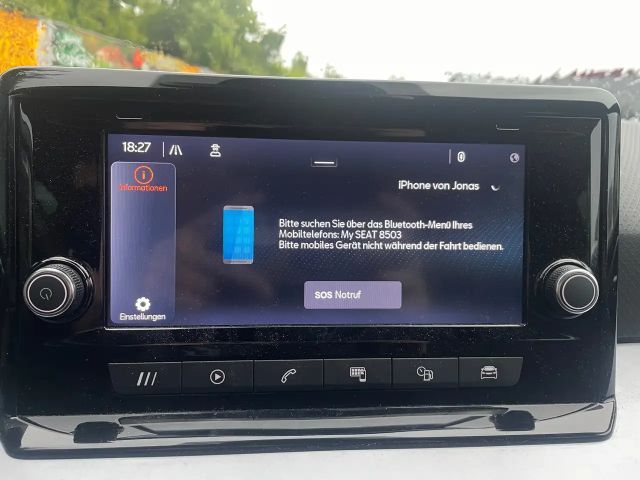 18:27
Informationen
iPhone von Jonas
Bitte suchen Sie über das Bluetooth-Menü Ihres
Mobiltelefons: My SEAT 8503
Bitte mobiles Gerät nicht während der Fahrt bedienen.
SOS Notruf
Einstellungen